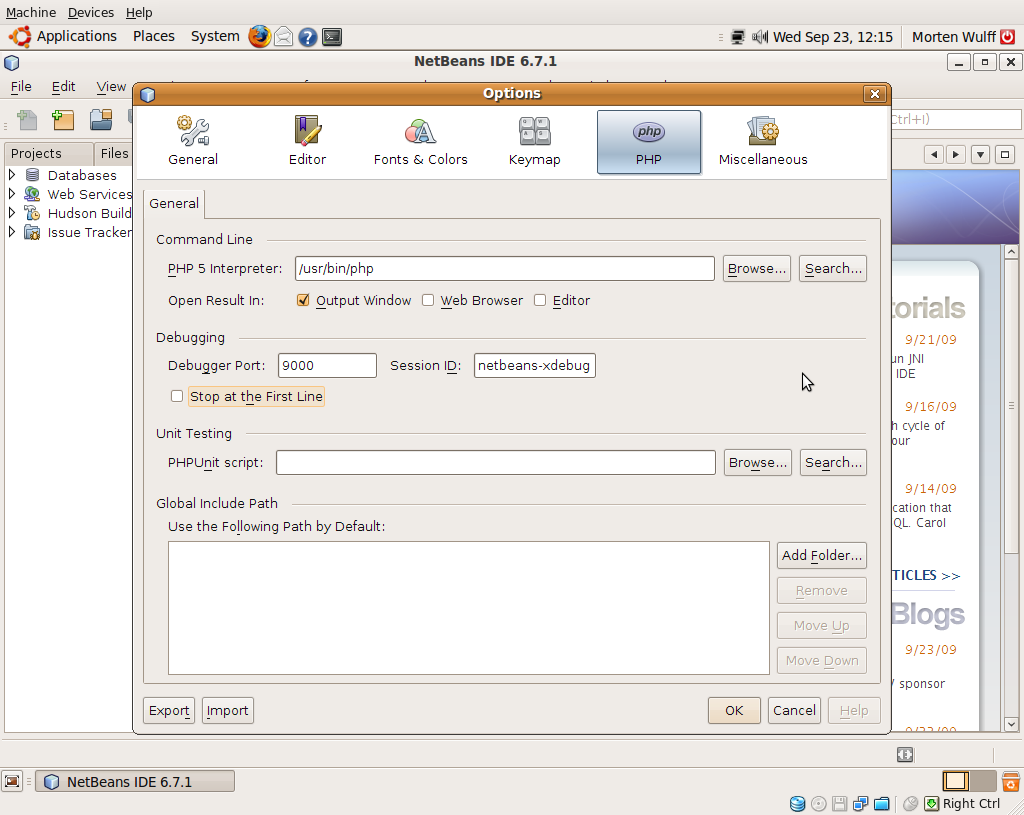 Machine Devices Help
Applications Places System Wed Sep 23, 12:15 Morten Wulff
NetBeans IDE 6.7.1
File Edit View
Options
Ctrl+I)
General Editor Fonts & Colors Keymap PHP Miscellaneous
php
Projects Files
Databases
Web Services
Hudson Build
Issue Tracker
General
Command Line
PHP 5 Interpreter: /usr/bin/php Browse... Search...
Open Result In: Output Window Web Browser Editor
Debugging
Debugger Port: 9000 Session ID: netbeans-xdebug
Stop at the First Line
Unit Testing
PHPUnit script: Browse... Search...
Global Include Path
Use the Following Path by Default:
Add Folder...
Remove
Move Up
Move Down
Export Import OK Cancel Help
torials
9/21/09
un JNI
IDE
9/16/09
h cycle of
our
9/14/09
cation that
QL. Carol
TICLES >>
Blogs
9/23/09
sponsor
NetBeans IDE 6.7.1
Right Ctrl